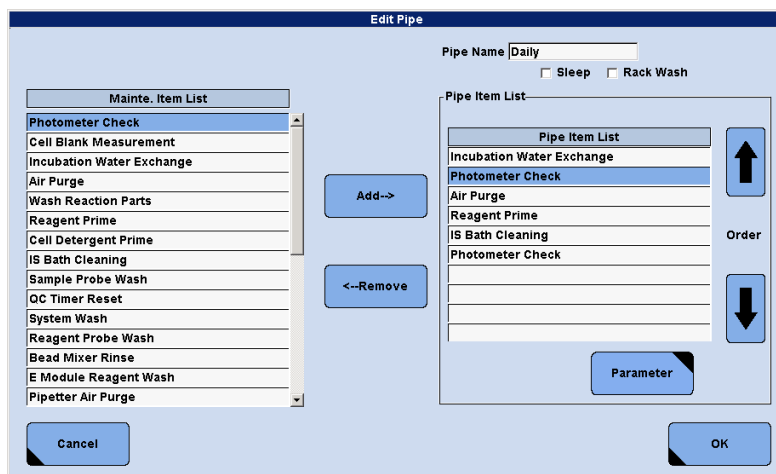 Edit Pipe
Pipe Name Daily
Sleep Rack Wash
Mainte. Item List
Photometer Check
Cell Blank Measurement
Incubation Water Exchange
Air Purge
Wash Reaction Parts
Reagent Prime
Cell Detergent Prime
IS Bath Cleaning
Sample Probe Wash
QC Timer Reset
System Wash
Reagent Probe Wash
Bead Mixer Rinse
E Module Reagent Wash
Pipetter Air Purge
Add-->
<--Remove
Pipe Item List
Pipe Item List
Incubation Water Exchange
Photometer Check
Air Purge
Reagent Prime
IS Bath Cleaning
Photometer Check
Order
Parameter
Cancel
OK